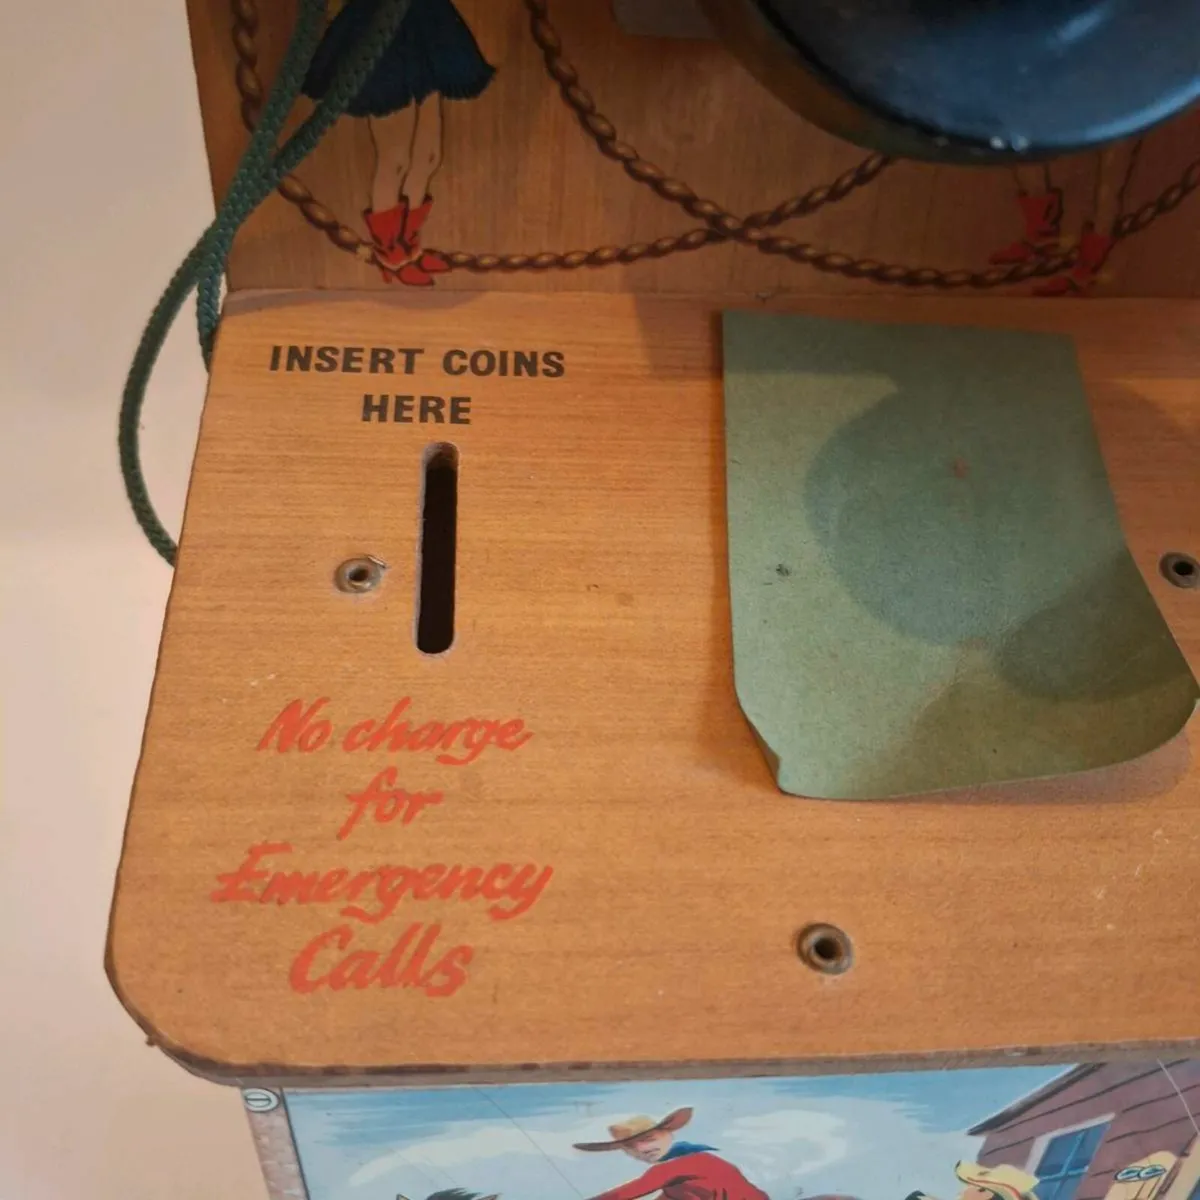 INSERT COINS
HERE
No charge
for
Emergency
Calls